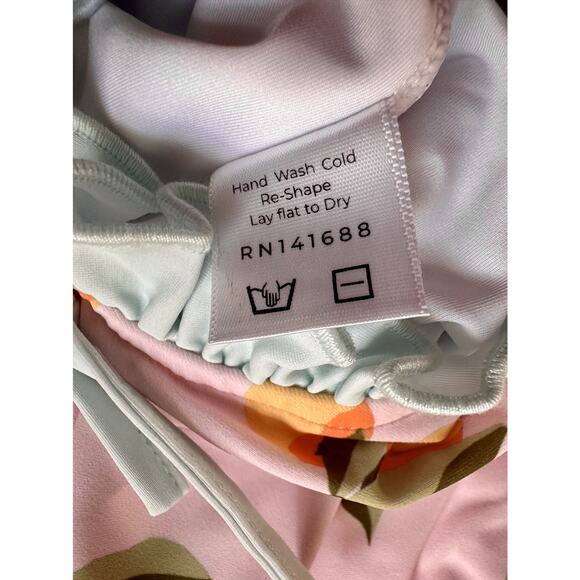 Hand Wash Cold
Re-Shape
Lay flat to Dry
RN141688